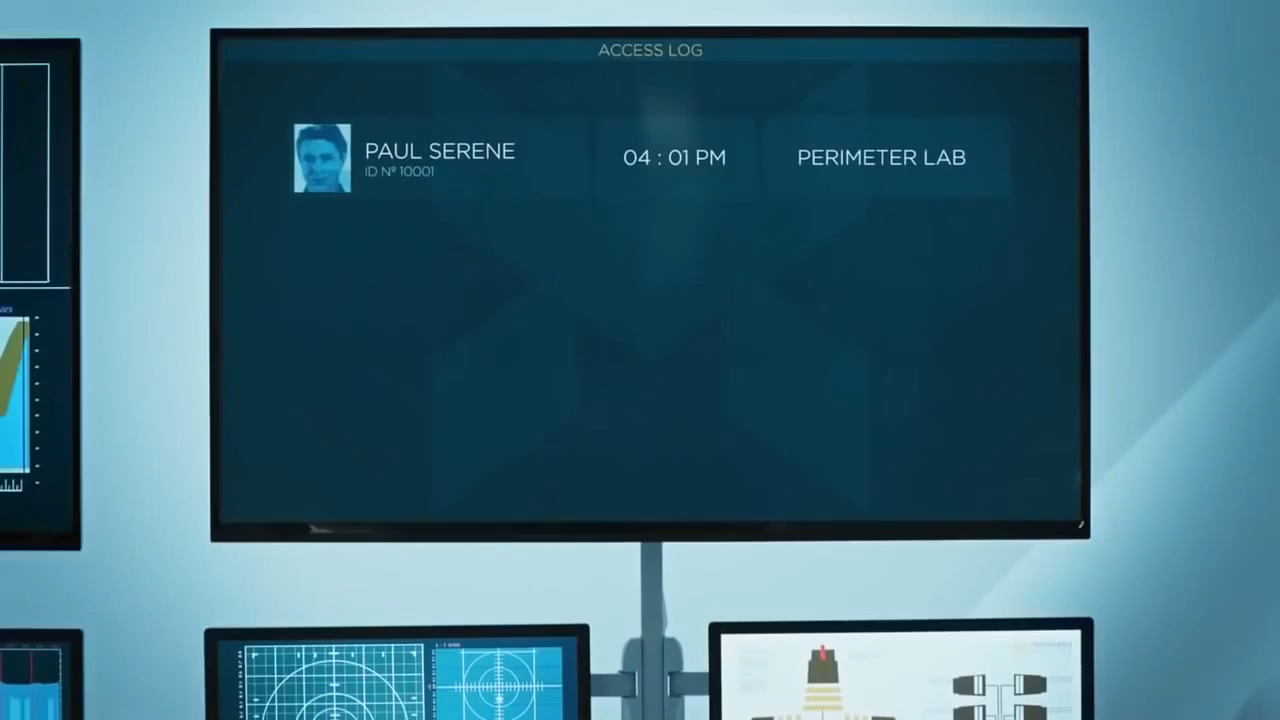 ACCESS LOG
PAUL SERENE
ID Nº 10001
04 : 01 PM
PERIMETER LAB